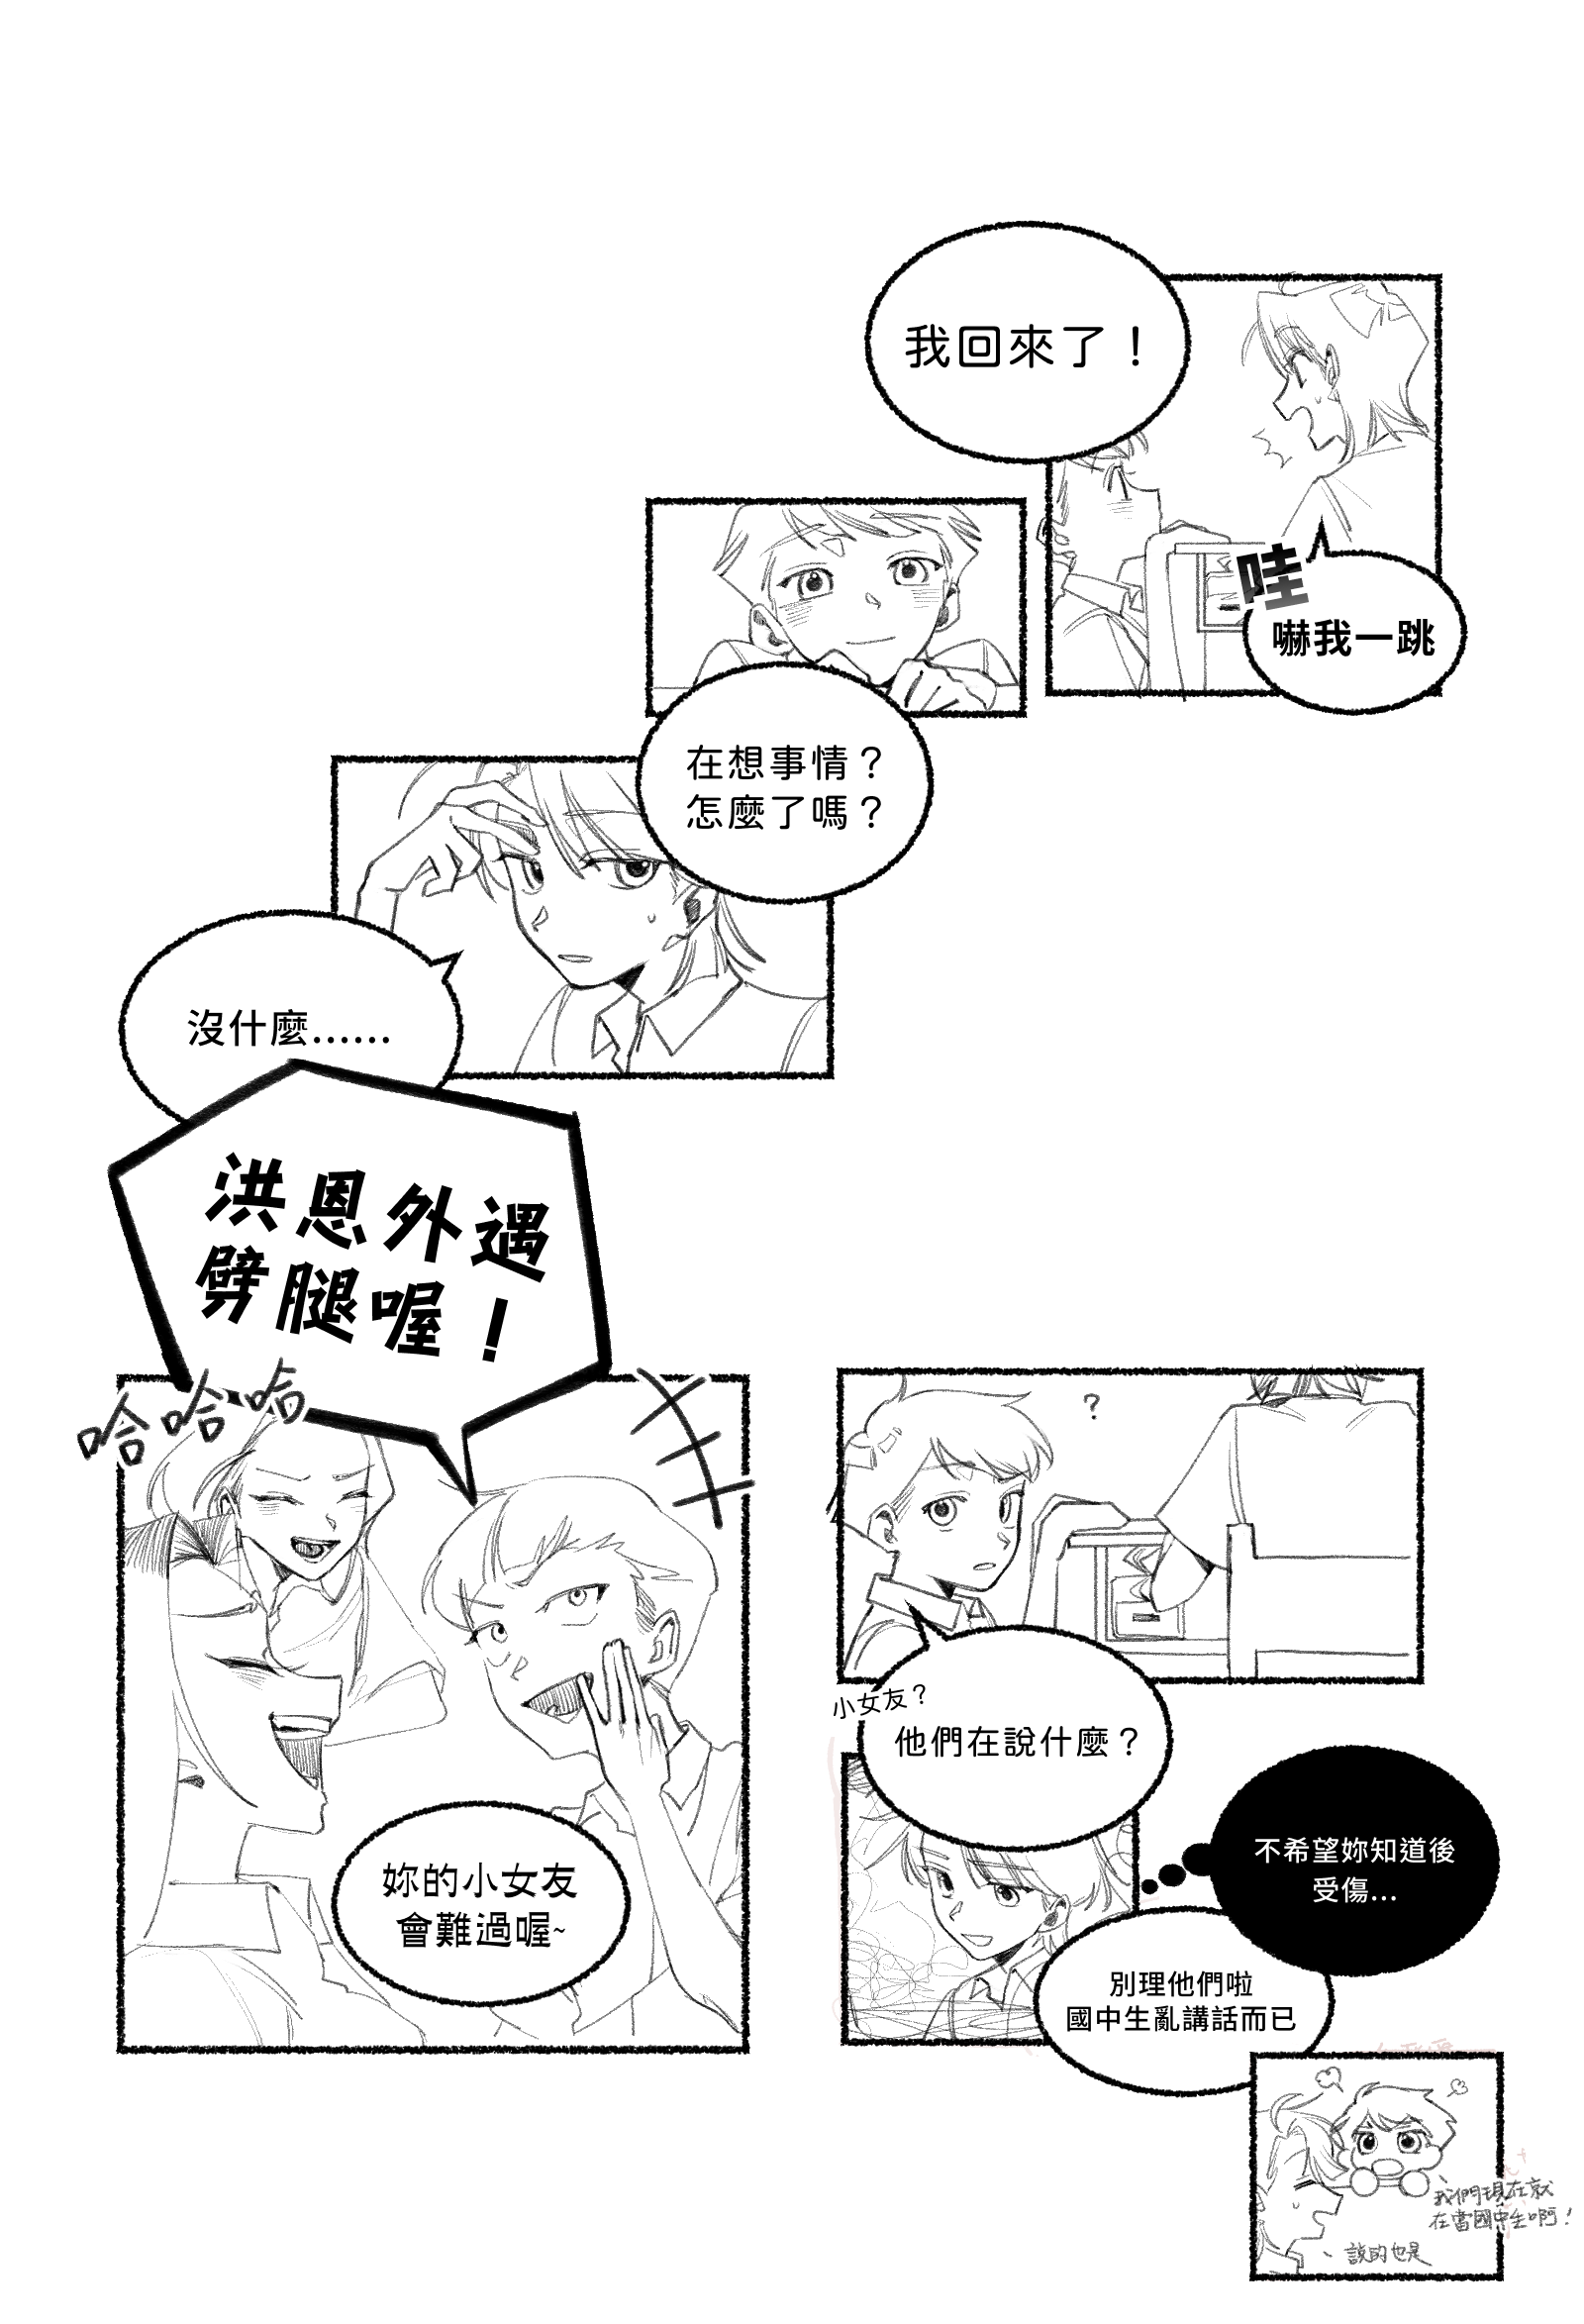 我回來了！
哇
嚇我一跳
在想事情？
怎麼了嗎？
沒什麼……
洪恩外遇
劈腿喔！
哈哈哈
妳的小女友
會難過喔~
?
小女友？
他們在說什麼？
不希望妳知道後
受傷…
別理他們啦
國中生亂講話而已
我們現在就
在當國中生啊！
說的也是